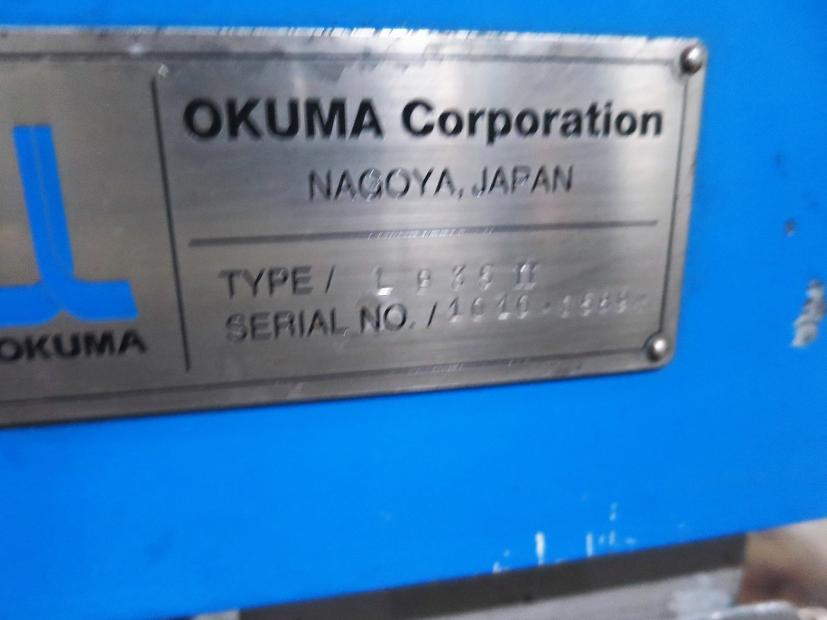 OKUMA Corporation
NAGOYA, JAPAN
TYPE /
SERIAL NO. /
OKUMA